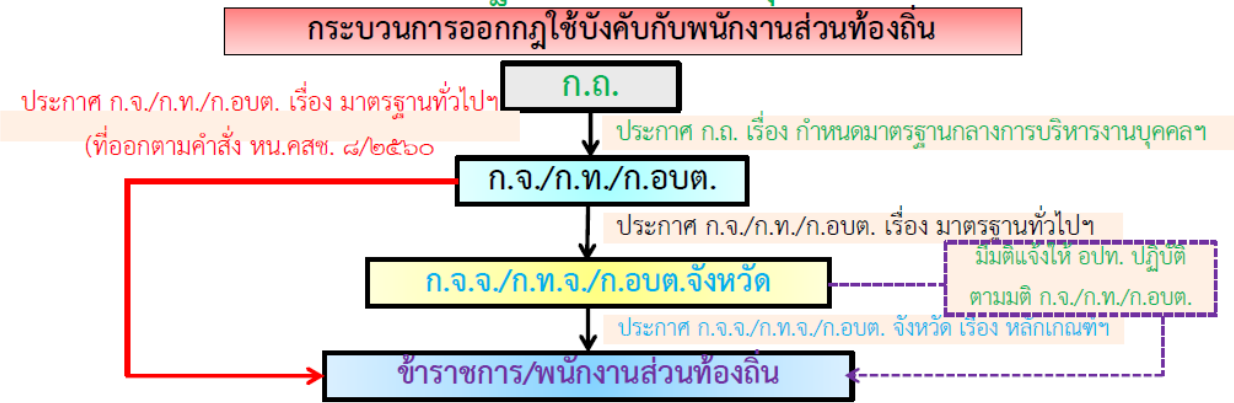 กระบวนการออกกฎใช้บังคับกับพนักงานส่วนท้องถิ่น
ก.ถ.
ประกาศ ก.จ./ก.ท./ก.อบต. เรื่อง มาตรฐานทั่วไปฯ
(ที่ออกตามคำสั่ง หน.คสช. ๘/๒๕๖๐
ประกาศ ก.ถ. เรื่อง กำหนดมาตรฐานกลางการบริหารงานบุคคลฯ
ก.จ./ก.ท./ก.อบต.
ประกาศ ก.จ./ก.ท./ก.อบต. เรื่อง มาตรฐานทั่วไปฯ
มีมติแจ้งให้ อปท. ปฏิบัติ
ตามมติ ก.จ./ก.ท./ก.อบต.
ก.จ.จ./ก.ท.จ./ก.อบต.จังหวัด
ประกาศ ก.จ.จ./ก.ท.จ./ก.อบต. จังหวัด เรื่อง หลักเกณฑ์ฯ
ข้าราชการ/พนักงานส่วนท้องถิ่น